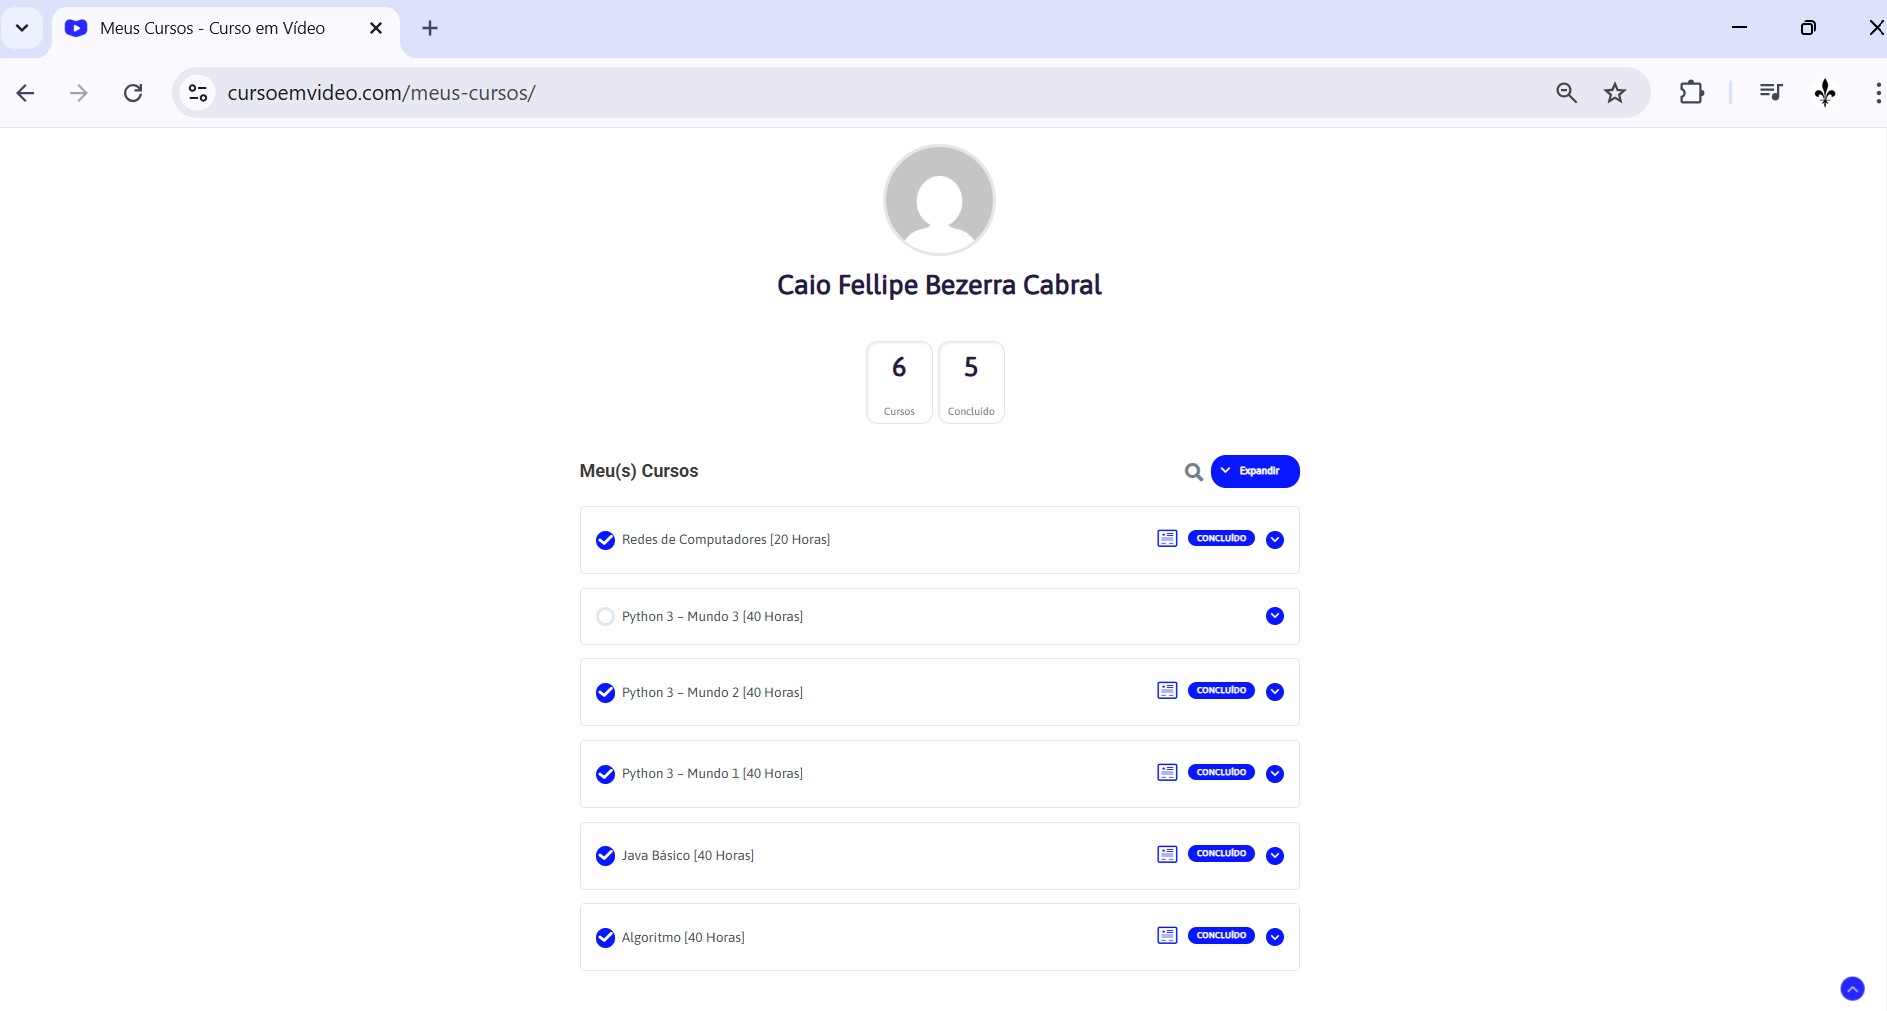 Meus Cursos - Curso em Vídeo
cursoemvideo.com/meus-cursos/
Caio Fellipe Bezerra Cabral
6
Cursos
5
Concluído
Meu(s) Cursos
Expandir
Redes de Computadores [20 Horas]
CONCLUÍDO
Python 3 – Mundo 3 [40 Horas]
Python 3 – Mundo 2 [40 Horas]
CONCLUÍDO
Python 3 – Mundo 1 [40 Horas]
CONCLUÍDO
Java Básico [40 Horas]
CONCLUÍDO
Algoritmo [40 Horas]
CONCLUÍDO